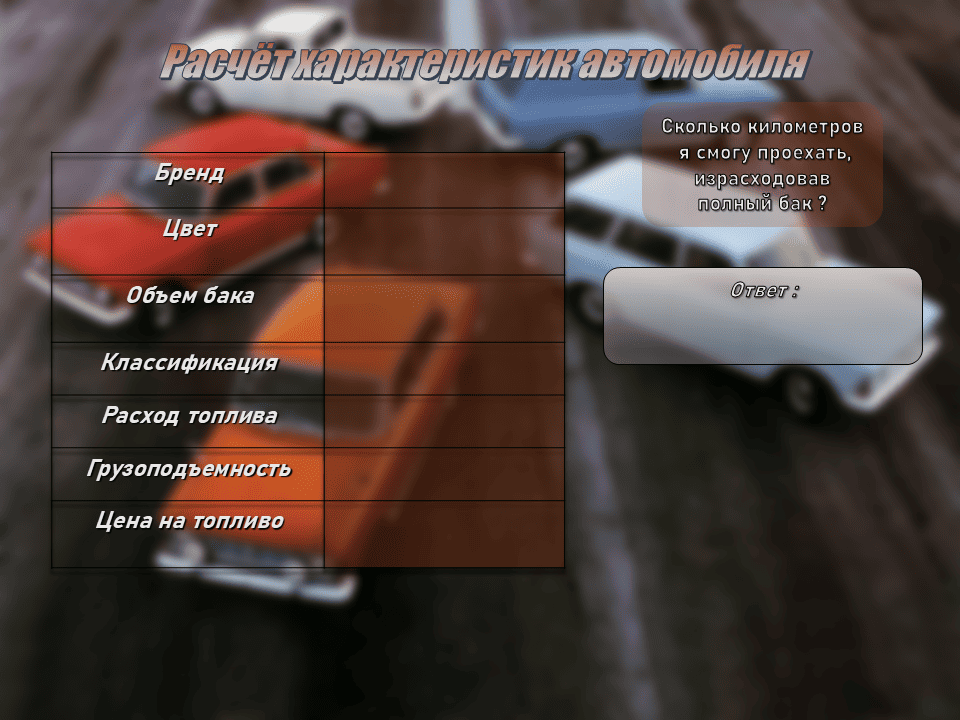 Расчёт характеристик автомобиля
Сколько километров
я смогу проехать,
израсходовав
полный бак ?
Бренд
Цвет
Объем бака
Классификация
Расход топлива
Грузоподъемность
Цена на топливо
Ответ :